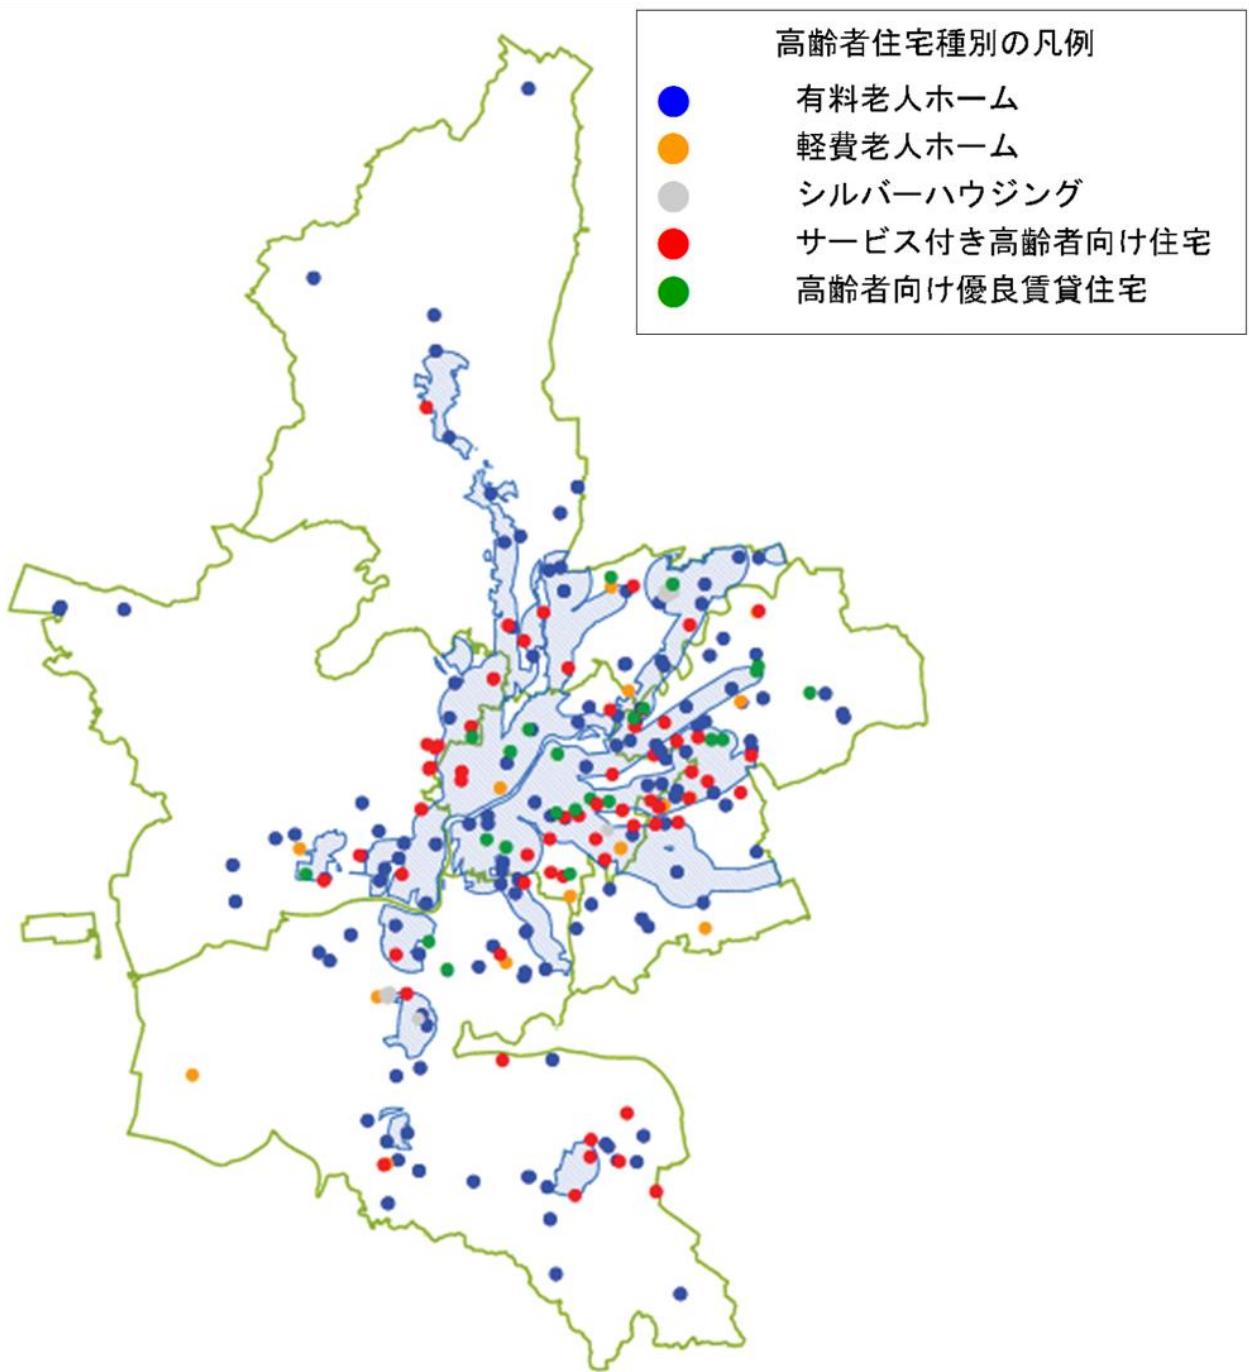 高齢者住宅種別の凡例
有料老人ホーム
軽費老人ホーム
シルバーハウジング
サービス付き高齢者向け住宅
高齢者向け優良賃貸住宅